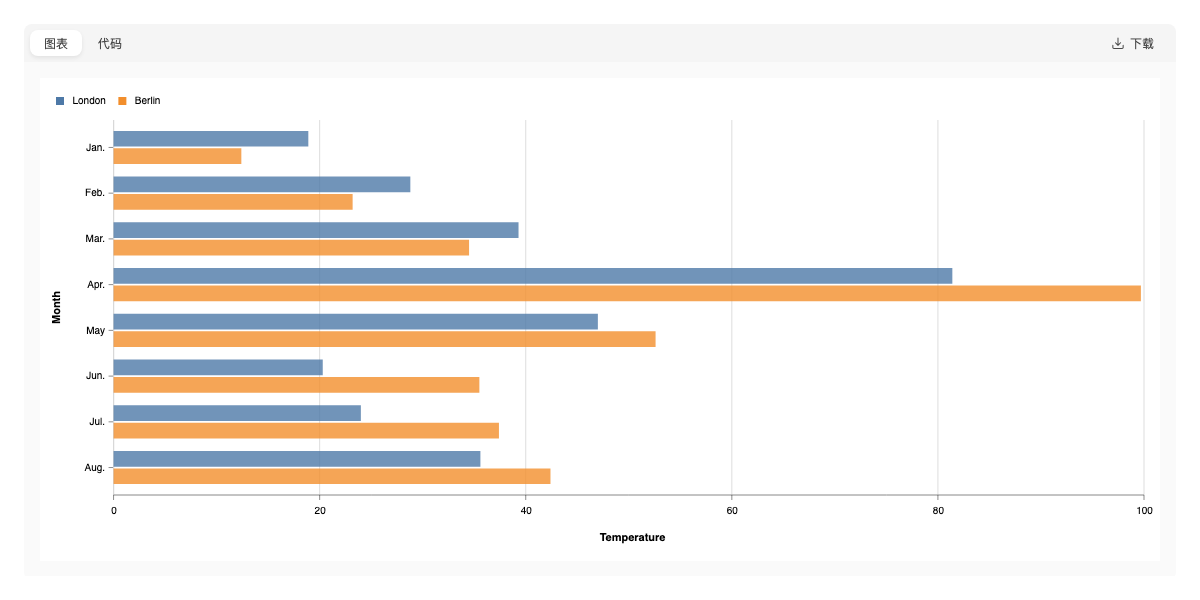 图表 代码 下载
London Berlin
Jan.
Feb.
Mar.
Apr.
May
Jun.
Jul.
Aug.
Month
0 20 40 60 80 100
Temperature